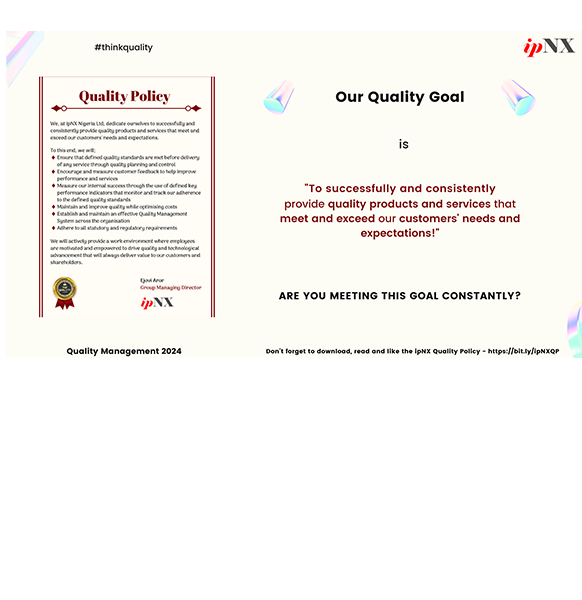 #thinkquality
ipNX
Quality Policy
We, at ipNX Nigeria Ltd, dedicate ourselves to successfully and
consistently provide quality products and services that meet and
exceed our customers' needs and expectations.
To this end, we will;
Ensure that defined quality standards are met before delivery
of any service through quality planning and control
Encourage and measure customer feedback to help improve
performance and services
Measure our internal success through the use of defined key
performance indicators that monitor and track our adherence
to the defined quality standards
Maintain and improve quality while optimising costs
Establish and maintain an effective Quality Management
System across the organisation
Adhere to all statutory and regulatory requirements
We will actively provide a work environment where employees
are motivated and empowered to drive quality and technological
advancement that will always deliver value to our customers and
shareholders.
Ejovi Aror
Group Managing Director
ipNX
Quality Management 2024
Our Quality Goal
is
"To successfully and consistently
provide quality products and services that
meet and exceed our customers' needs and
expectations!"
ARE YOU MEETING THIS GOAL CONSTANTLY?
Don't forget to download, read and like the ipNX Quality Policy - https://bit.ly/ipNXQP